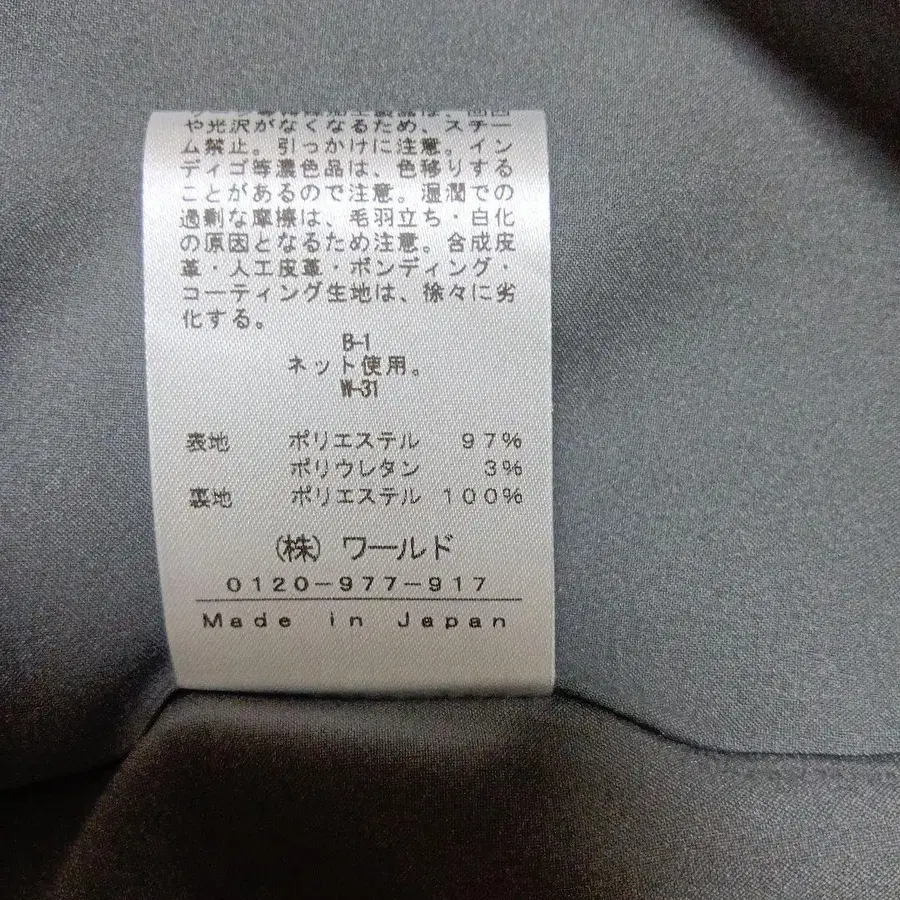 や光沢がなくなるため、スチー
ム禁止。引っかけに注意。イン
ディゴ等濃色品は、色移りする
ことがあるので注意。湿潤での
過剰な摩擦は、毛羽立ち・白化
の原因となるため注意。合成皮
革・人工皮革・ボンディング・
コーティング生地は、徐々に劣
化する。
B-1
ネット使用。
W-31
表地 ポリエステル 97%
ポリウレタン 3%
裏地 ポリエステル 100%
(株)ワールド
0120-977-917
Made in Japan